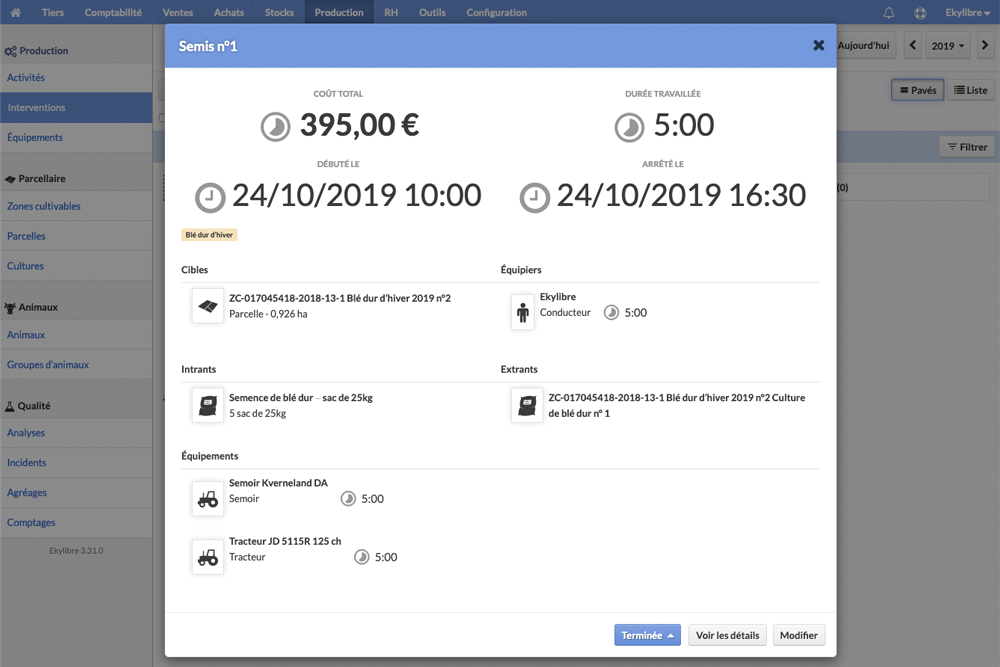 Tiers Comptabilité Ventes Achats Stocks Production RH Outils Configuration Ekylibre
Production
Activités
Interventions
Équipements
Parcellaire
Zones cultivables
Parcelles
Cultures
Animaux
Animaux
Groupes d'animaux
Qualité
Analyses
Incidents
Agréages
Comptages
Ekylibre 3.31.0
Aujourd'hui 2019
Pavés Liste
Filtrer
(0)
Semis n°1
COÛT TOTAL
395,00 €
DURÉE TRAVAILLÉE
5:00
DÉBUTÉ LE
24/10/2019 10:00
ARRÊTÉ LE
24/10/2019 16:30
Blé dur d'hiver
Cibles
ZC-017045418-2018-13-1 Blé dur d'hiver 2019 n°2
Parcelle - 0,926 ha
Équipiers
Ekylibre
Conducteur 5:00
Intrants
Semence de blé dur – sac de 25kg
5 sac de 25kg
Extrants
ZC-017045418-2018-13-1 Blé dur d'hiver 2019 n°2 Culture
de blé dur n° 1
Équipements
Semoir Kverneland DA
Semoir 5:00
Tracteur JD 5115R 125 ch
Tracteur 5:00
Terminée Voir les détails Modifier